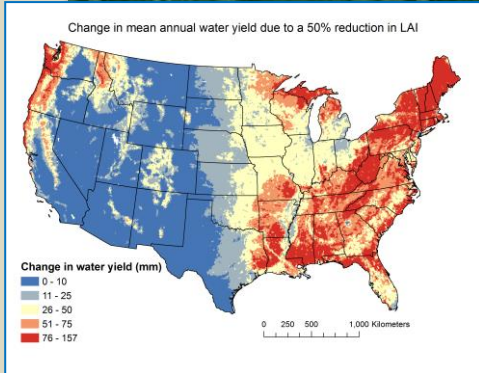 Change in mean annual water yield due to a 50% reduction in LAI
Change in water yield (mm)
0 - 10
11 - 25
26 - 50
51 - 75
76 - 157
0 250 500 1,000 Kilometers